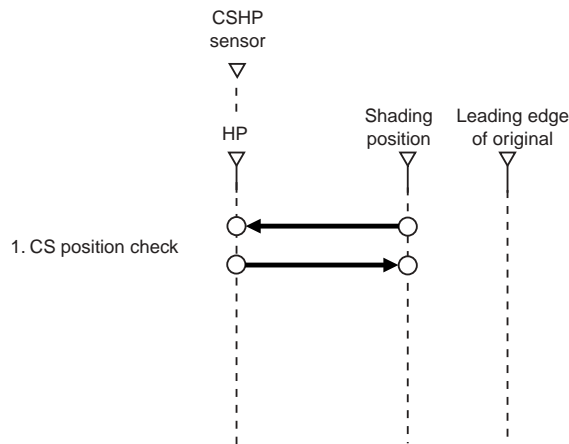 CSHP
sensor
HP
Shading
position
Leading edge
of original
1. CS position check